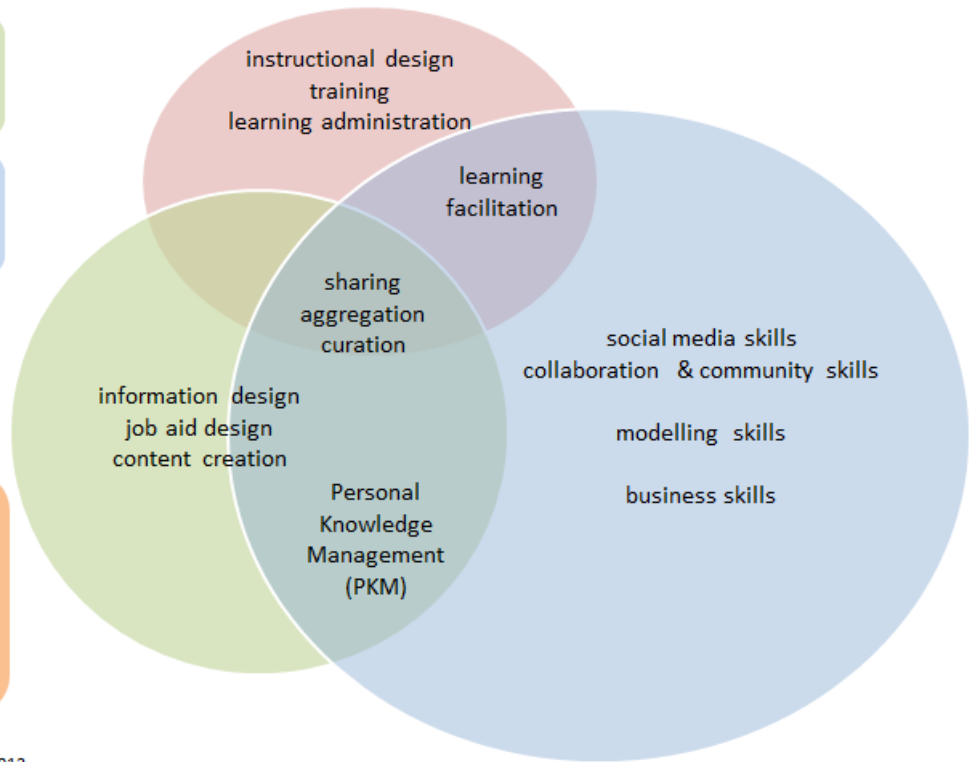 instructional design
training
learning administration
learning
facilitation
sharing
aggregation
curation
social media skills
collaboration & community skills
modelling skills
business skills
information design
job aid design
content creation
Personal
Knowledge
Management
(PKM)